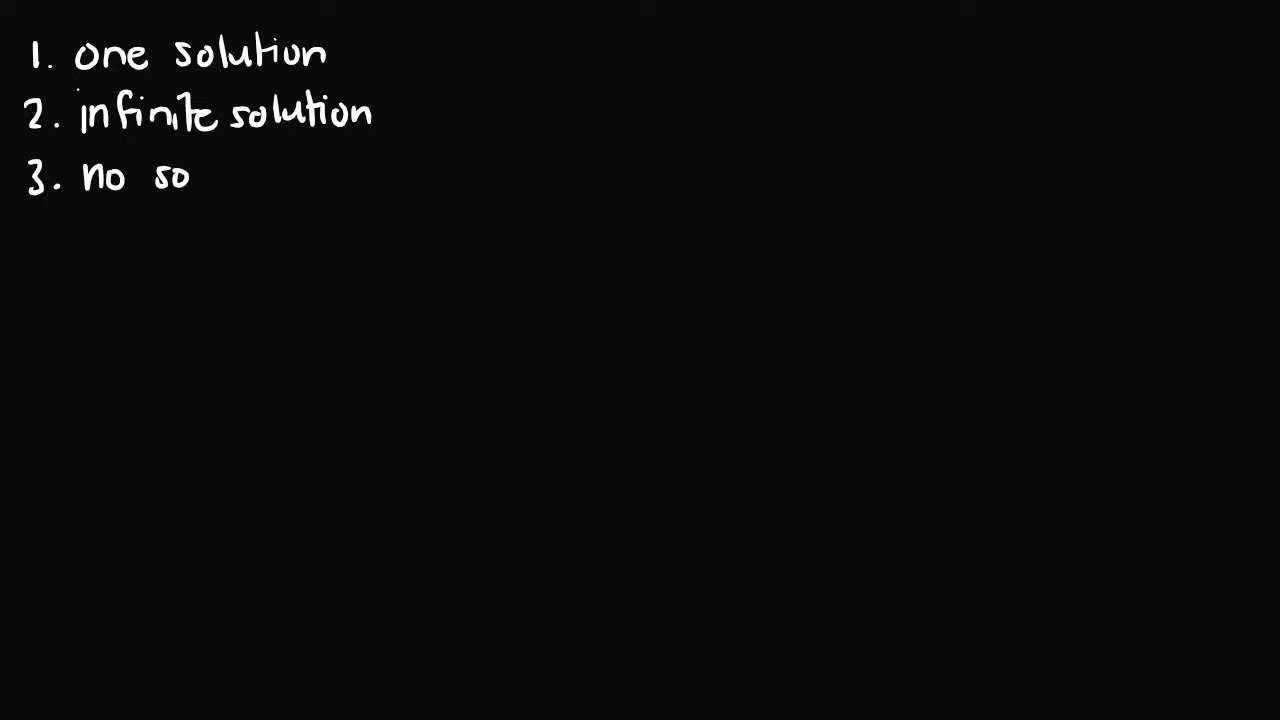 1. one solution
2. infinite solution
3. no so